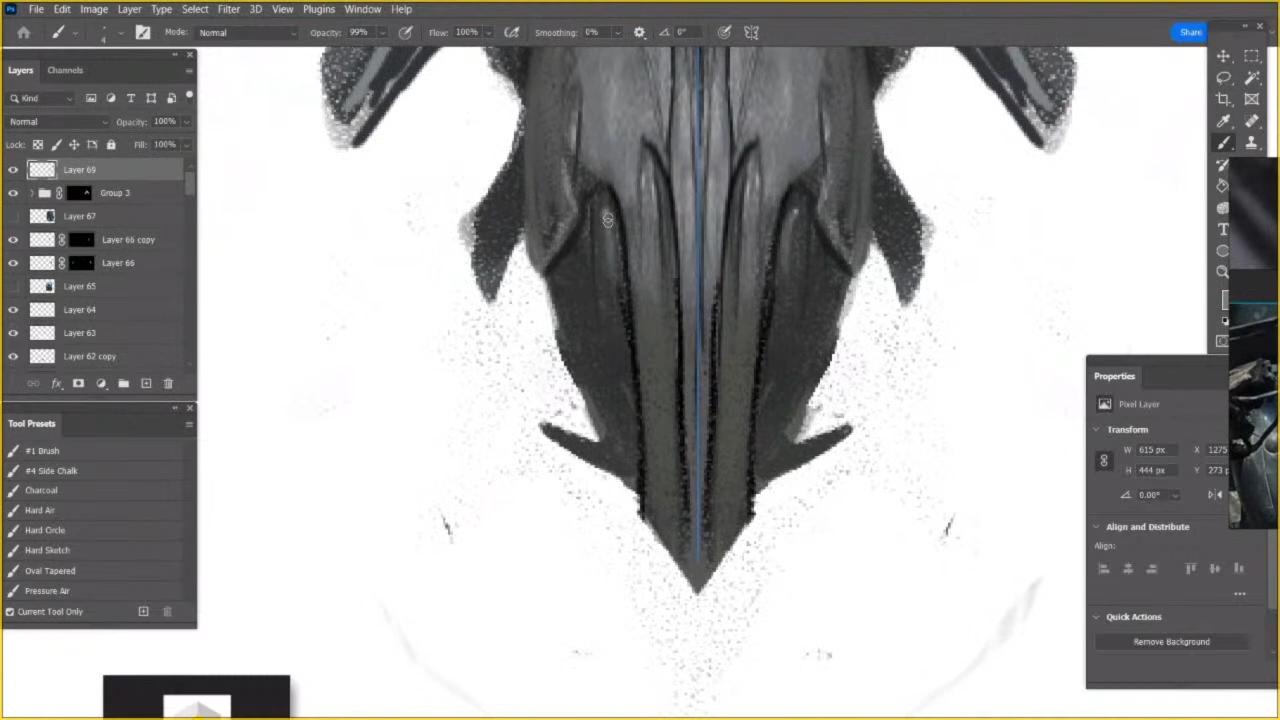 Ps File Edit Image Layer Type Select Filter 3D View Plugins Window Help
4 Mode: Normal Opacity: 99% Flow: 100% Smoothing: 0% 0° Share
Layers Channels
Kind
Normal Opacity: 100%
Lock: Fill: 100%
Layer 69
Group 3
Layer 67
Layer 66 copy
Layer 66
Layer 65
Layer 64
Layer 63
Layer 62 copy
fx
Tool Presets
#1 Brush
#4 Side Chalk
Charcoal
Hard Air
Hard Circle
Hard Sketch
Oval Tapered
Pressure Air
Current Tool Only
Properties
Pixel Layer
Transform
W 615 px X 1275
H 444 px Y 273 p
0.00°
Align and Distribute
Align:
Quick Actions
Remove Background